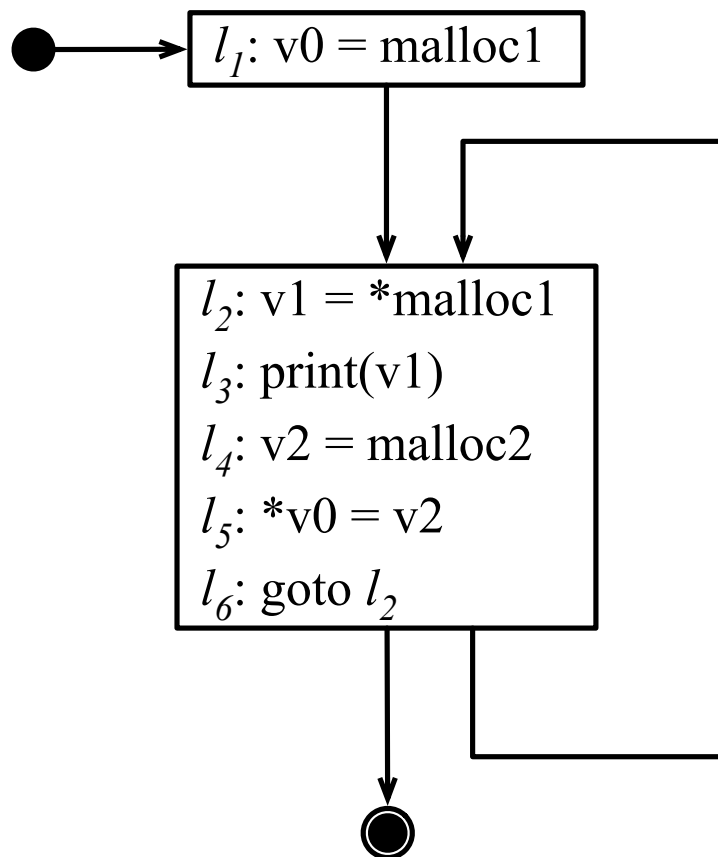 l₁: v0 = malloc1
l₂: v1 = *malloc1
l₃: print(v1)
l₄: v2 = malloc2
l₅: *v0 = v2
l₆: goto l₂